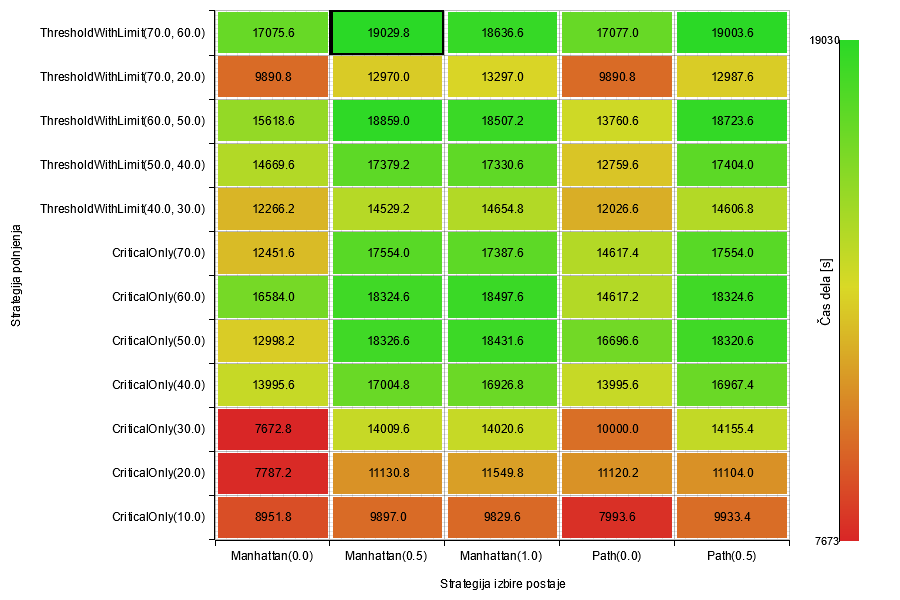 ThresholdWithLimit(70.0, 60.0) 17075.6 19029.8 18636.6 17077.0 19003.6
ThresholdWithLimit(70.0, 20.0) 9890.8 12970.0 13297.0 9890.8 12987.6
ThresholdWithLimit(60.0, 50.0) 15618.6 18859.0 18507.2 13760.6 18723.6
ThresholdWithLimit(50.0, 40.0) 14669.6 17379.2 17330.6 12759.6 17404.0
ThresholdWithLimit(40.0, 30.0) 12266.2 14529.2 14654.8 12026.6 14606.8
CriticalOnly(70.0) 12451.6 17554.0 17387.6 14617.4 17554.0
CriticalOnly(60.0) 16584.0 18324.6 18497.6 14617.2 18324.6
CriticalOnly(50.0) 12998.2 18326.6 18431.6 16696.6 18320.6
CriticalOnly(40.0) 13995.6 17004.8 16926.8 13995.6 16967.4
CriticalOnly(30.0) 7672.8 14009.6 14020.6 10000.0 14155.4
CriticalOnly(20.0) 7787.2 11130.8 11549.8 11120.2 11104.0
CriticalOnly(10.0) 8951.8 9897.0 9829.6 7993.6 9933.4
Manhattan(0.0) Manhattan(0.5) Manhattan(1.0) Path(0.0) Path(0.5)
Strategija izbire postaje
Strategija polnjenja
19030
Čas dela [s]
7673